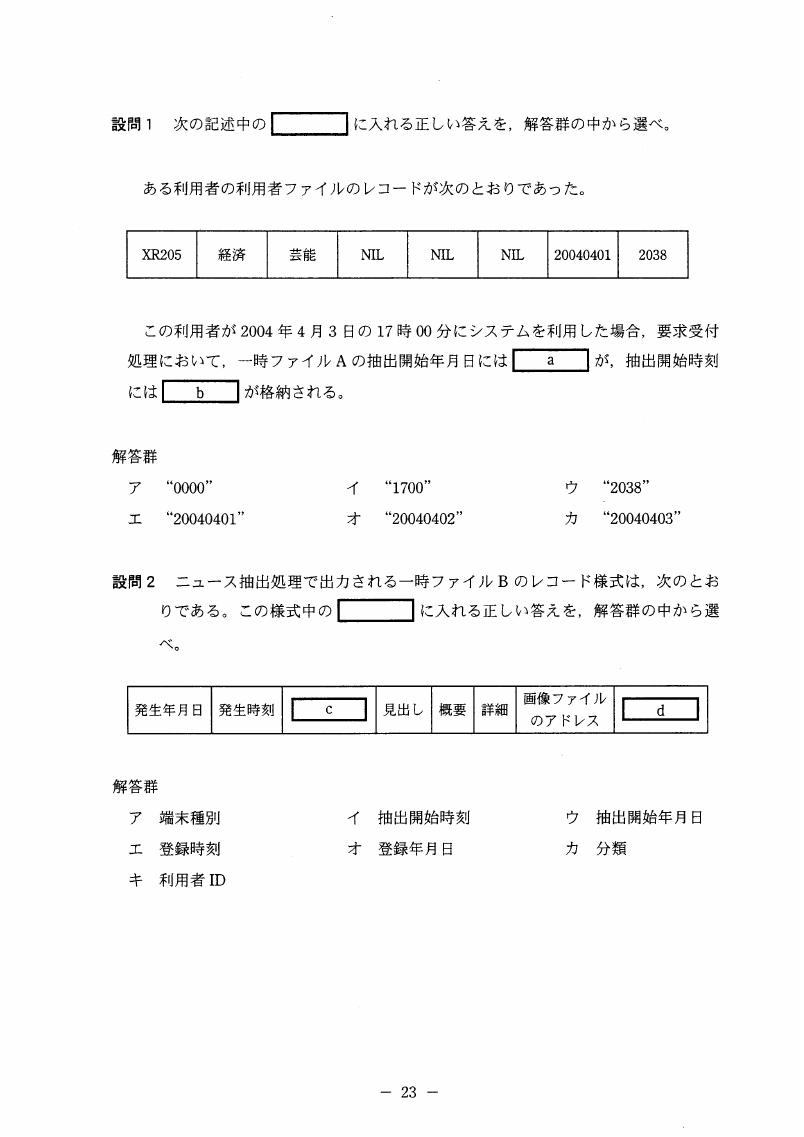 設問1 次の記述中の に入れる正しい答えを，解答群の中から選べ。
ある利用者の利用者ファイルのレコードが次のとおりであった。
XR205 経済 芸能 NIL NIL NIL 20040401 2038
この利用者が 2004 年 4 月 3 日の 17 時 00 分にシステムを利用した場合，要求受付
処理において，一時ファイル A の抽出開始年月日には a が，抽出開始時刻
には b が格納される。
解答群
ア “0000” イ “1700” ウ “2038”
エ “20040401” オ “20040402” カ “20040403”
設問2 ニュース抽出処理で出力される一時ファイル B のレコード様式は，次のとお
りである。この様式中の に入れる正しい答えを，解答群の中から選
べ。
発生年月日 発生時刻 c 見出し 概要 詳細 画像ファイル
のアドレス d
解答群
ア 端末種別 イ 抽出開始時刻 ウ 抽出開始年月日
エ 登録時刻 オ 登録年月日 カ 分類
キ 利用者 ID
－ 23 －